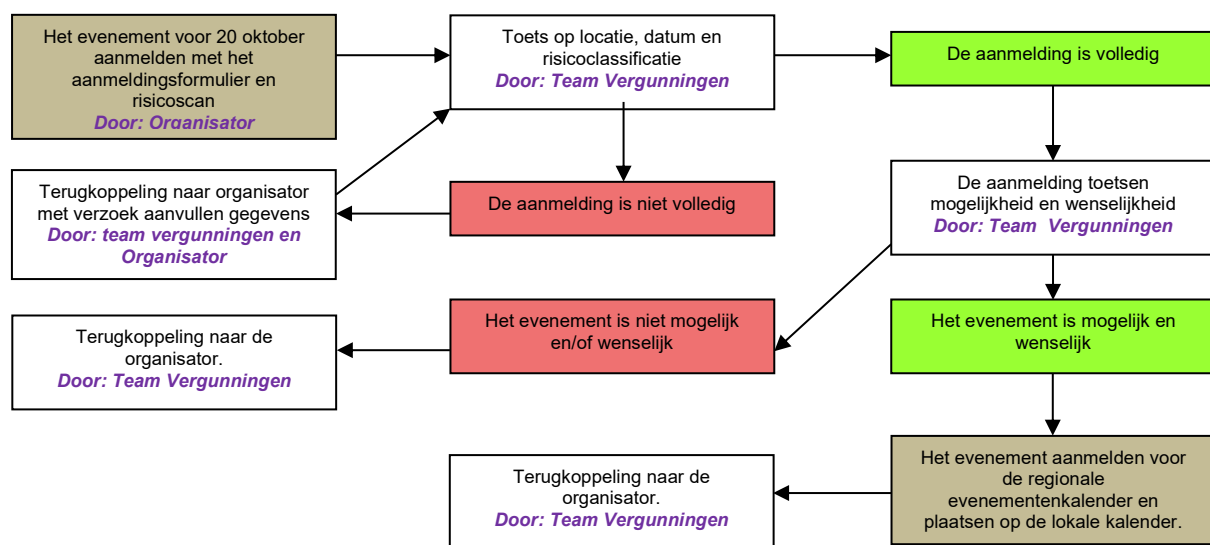 Het evenement voor 20 oktober
aanmelden met het
aanmeldingsformulier en
risicoscan
Door: Organisator
Toets op locatie, datum en
risicoclassificatie
Door: Team Vergunningen
De aanmelding is volledig
Terugkoppeling naar organisator
met verzoek aanvullen gegevens
Door: team vergunningen en
Organisator
De aanmelding is niet volledig
De aanmelding toetsen
mogelijkheid en wenselijkheid
Door: Team Vergunningen
Terugkoppeling naar de
organisator.
Door: Team Vergunningen
Het evenement is niet mogelijk
en/of wenselijk
Het evenement is mogelijk en
wenselijk
Terugkoppeling naar de
organisator.
Door: Team Vergunningen
Het evenement aanmelden voor
de regionale
evenementenkalender en
plaatsen op de lokale kalender.